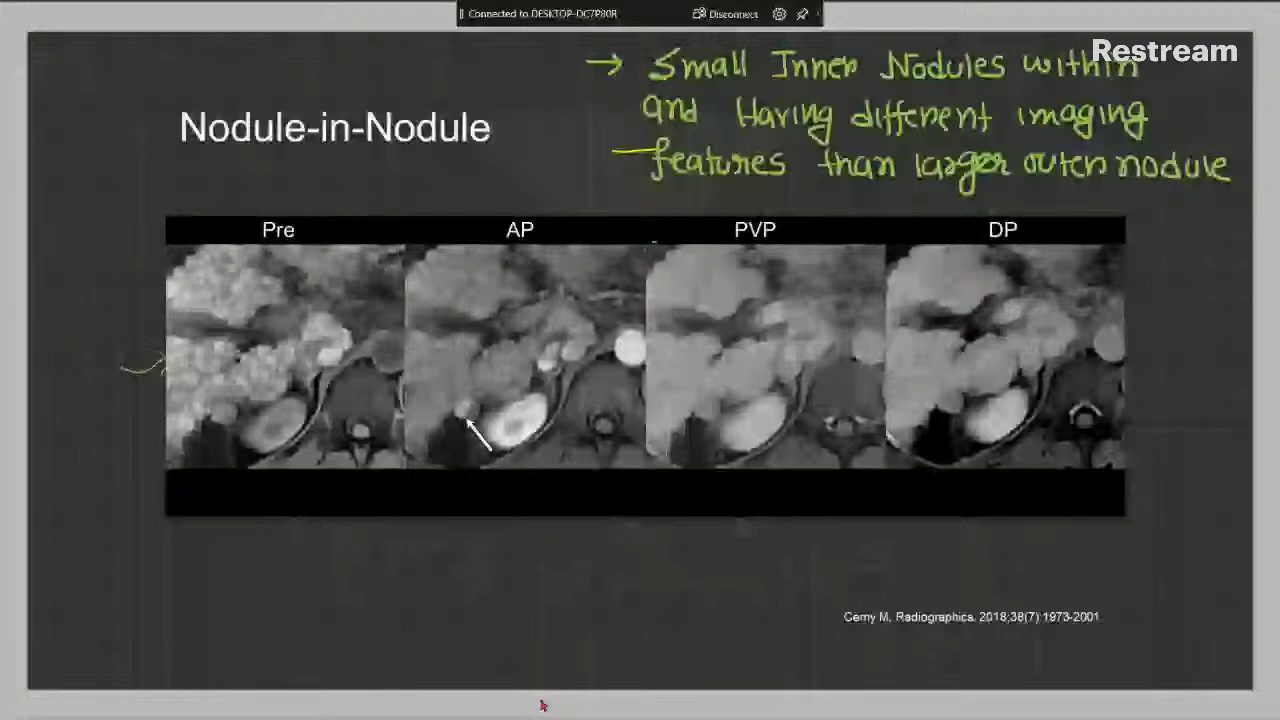 Connected to DESKTOP-DC7P80R
Disconnect
Restream
→ Small Inner Nodules within
and Having different imaging
features than larger outer nodule
Nodule-in-Nodule
Pre
AP
PVP
DP
Cerny M. Radiographics. 2018;38(7) 1973-2001